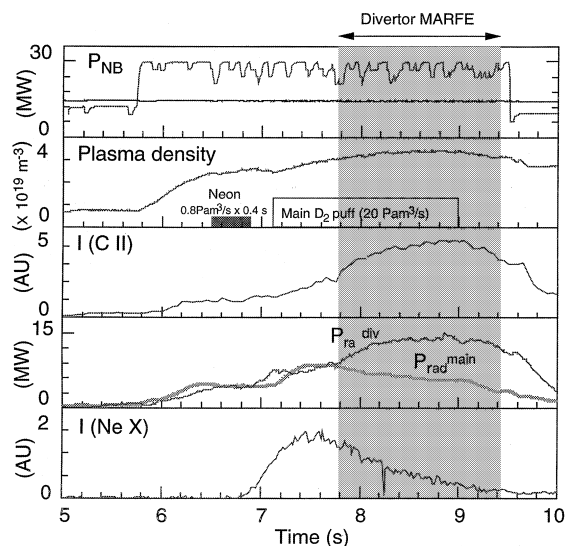 Divertor MARFE
30
P_NB
(MW)
0
4
Plasma density
(x 10^19 m^-3)
Neon
0.8Pam^3/s x 0.4 s
Main D_2 puff (20 Pam^3/s)
0
I (C II)
5
(AU)
0
15
P_ra^div
P_rad^main
(MW)
0
I (Ne X)
2
(AU)
0
5 6 7 8 9 10
Time (s)